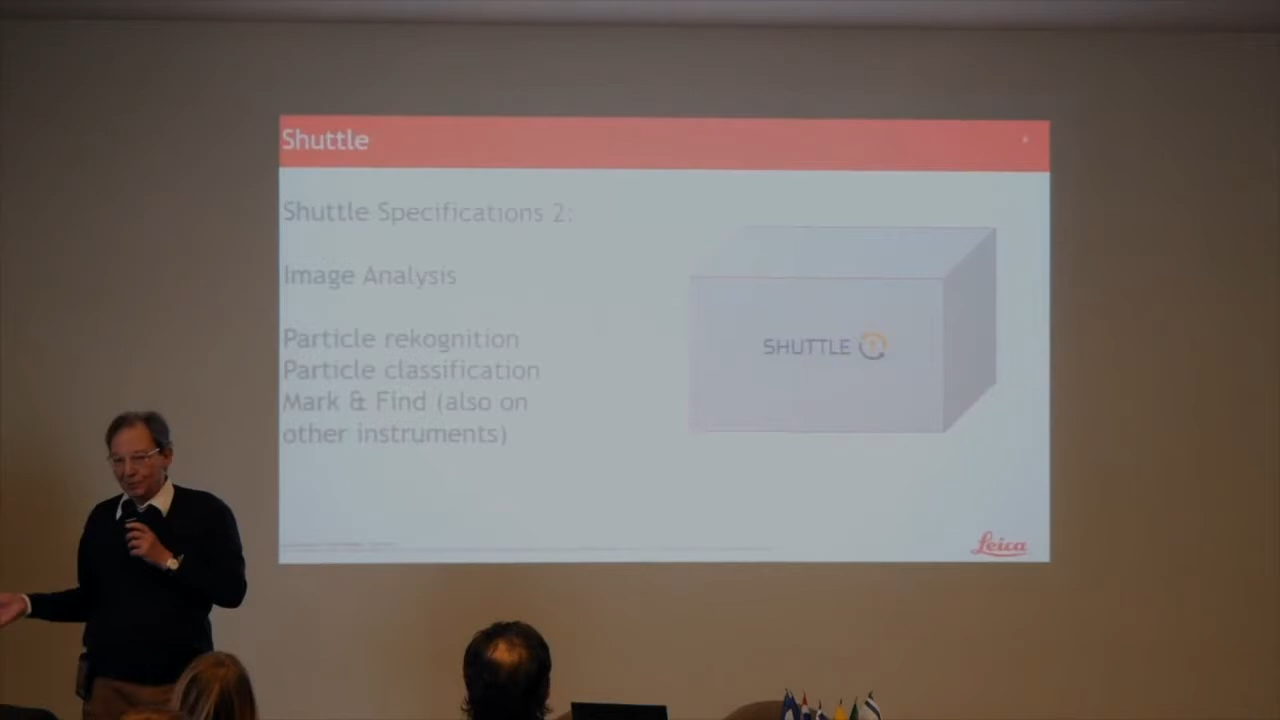 Shuttle
Shuttle Specifications 2:
Image Analysis
Particle rekognition
Particle classification
Mark & Find (also on
other instruments)
SHUTTLE
Leica